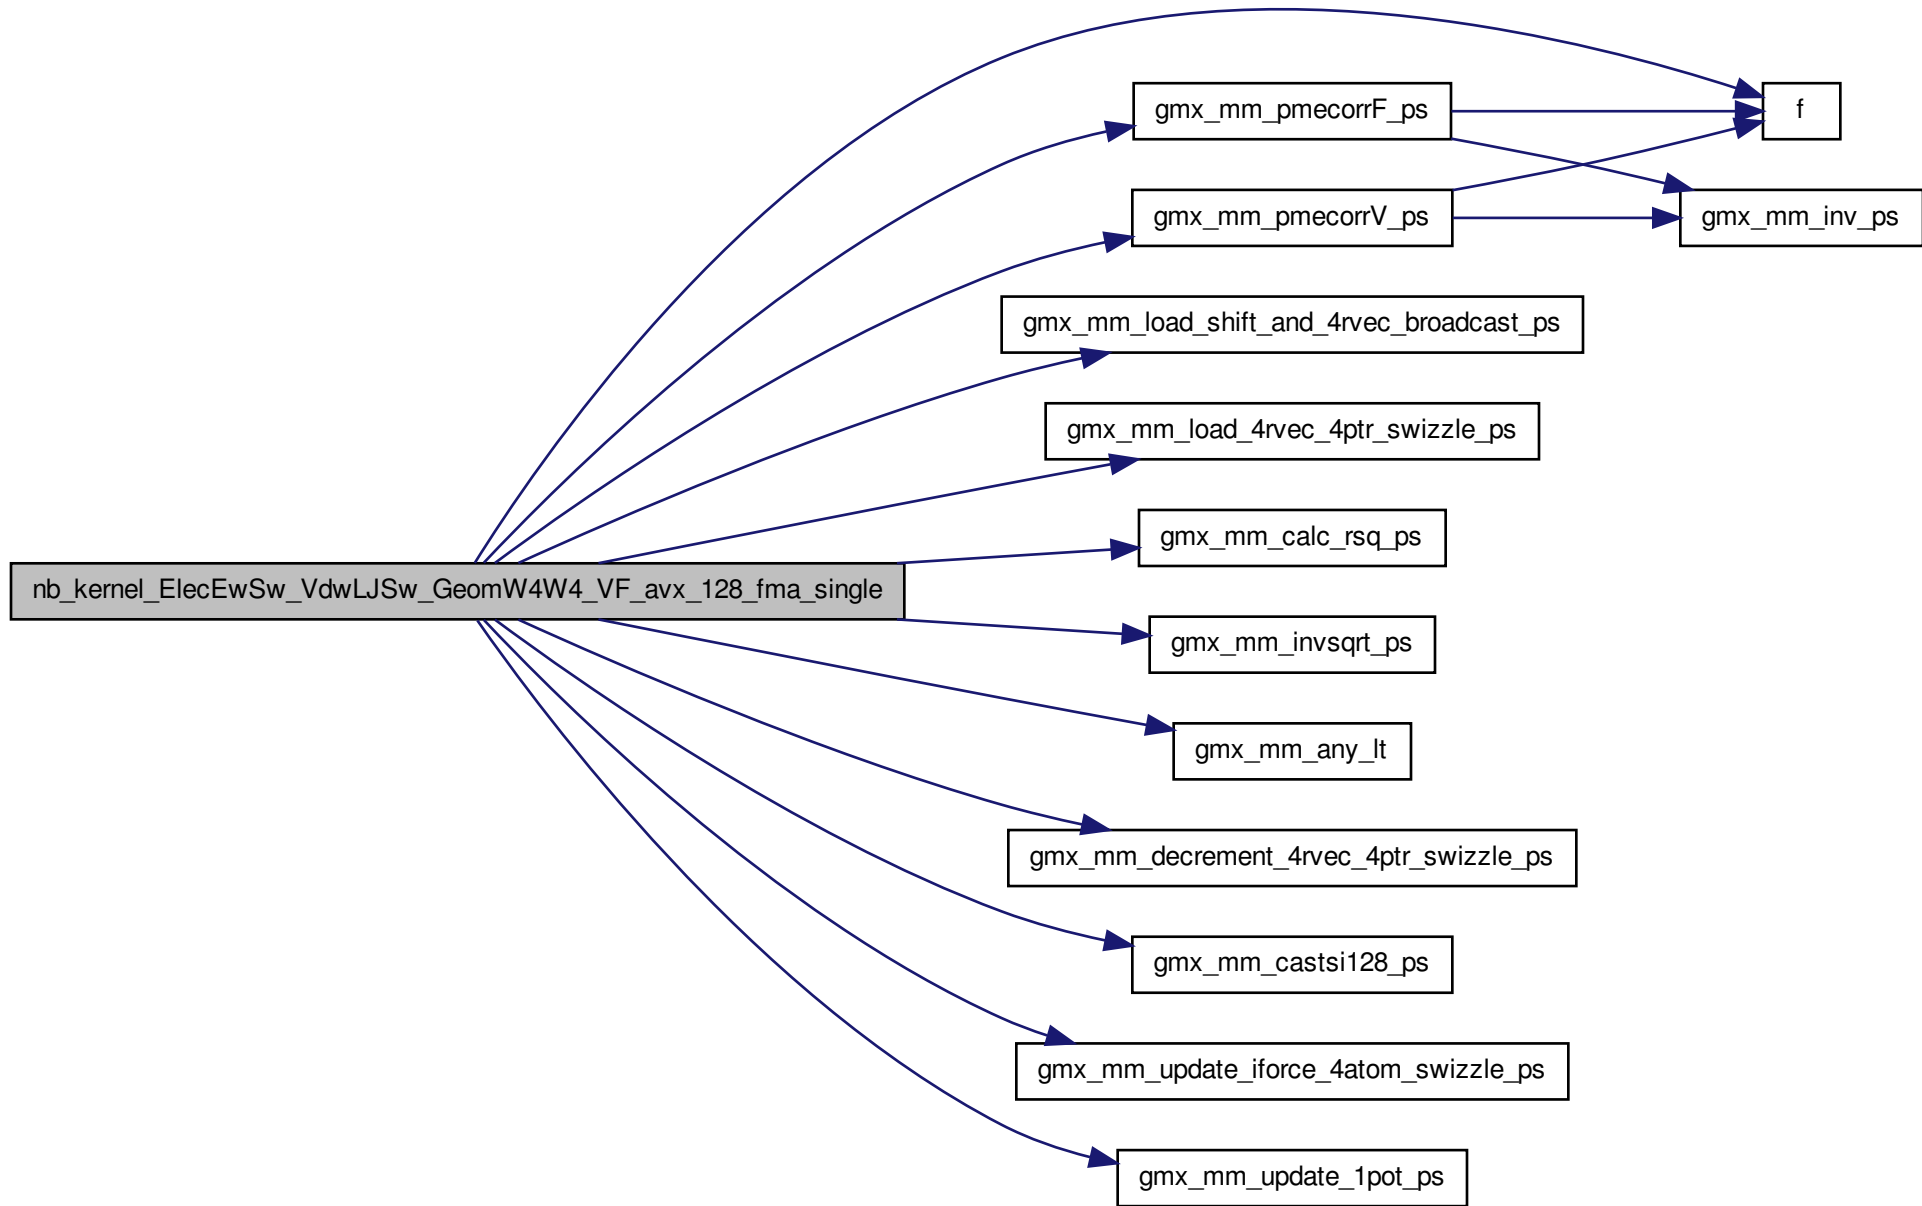 f
gmx_mm_pmecorrF_ps
gmx_mm_pmecorrV_ps
gmx_mm_inv_ps
gmx_mm_load_shift_and_4rvec_broadcast_ps
gmx_mm_load_4rvec_4ptr_swizzle_ps
gmx_mm_calc_rsq_ps
nb_kernel_ElecEwSw_VdwLJSw_GeomW4W4_VF_avx_128_fma_single
gmx_mm_invsqrt_ps
gmx_mm_any_lt
gmx_mm_decrement_4rvec_4ptr_swizzle_ps
gmx_mm_castsi128_ps
gmx_mm_update_iforce_4atom_swizzle_ps
gmx_mm_update_1pot_ps